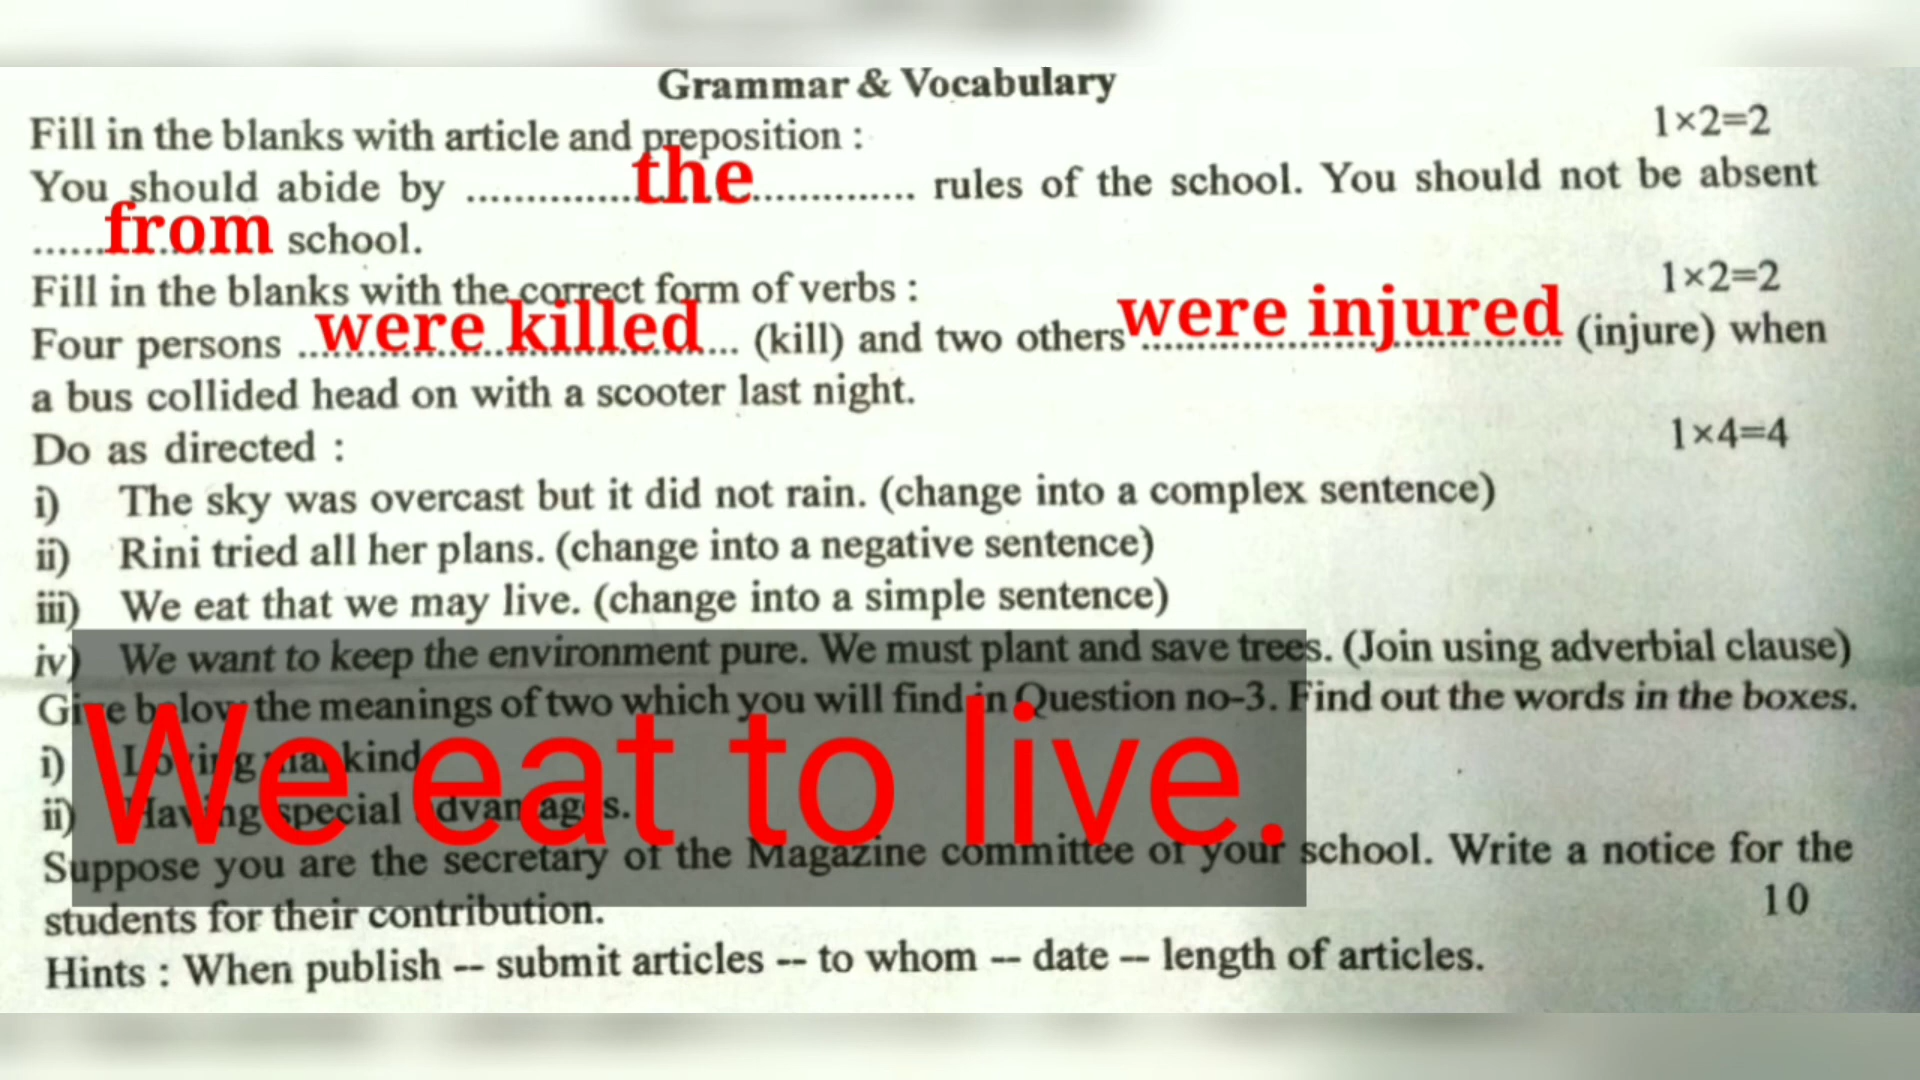 Grammar & Vocabulary
Fill in the blanks with article and preposition :
1×2=2
You should abide by ..............the.............. rules of the school. You should not be absent
......from school.
Fill in the blanks with the correct form of verbs :
1×2=2
Four persons ..were killed... (kill) and two others were injured (injure) when
a bus collided head on with a scooter last night.
Do as directed :
1×4=4
i) The sky was overcast but it did not rain. (change into a complex sentence)
ii) Rini tried all her plans. (change into a negative sentence)
iii) We eat that we may live. (change into a simple sentence)
iv) We want to keep the environment pure. We must plant and save trees. (Join using adverbial clause)
Give below the meanings of two which you will find in Question no-3. Find out the words in the boxes.
We eat to live.
i) Loving mankind
ii) Having special advantages.
Suppose you are the secretary of the Magazine committee of your school. Write a notice for the
students for their contribution.
10
Hints : When publish -- submit articles -- to whom -- date -- length of articles.